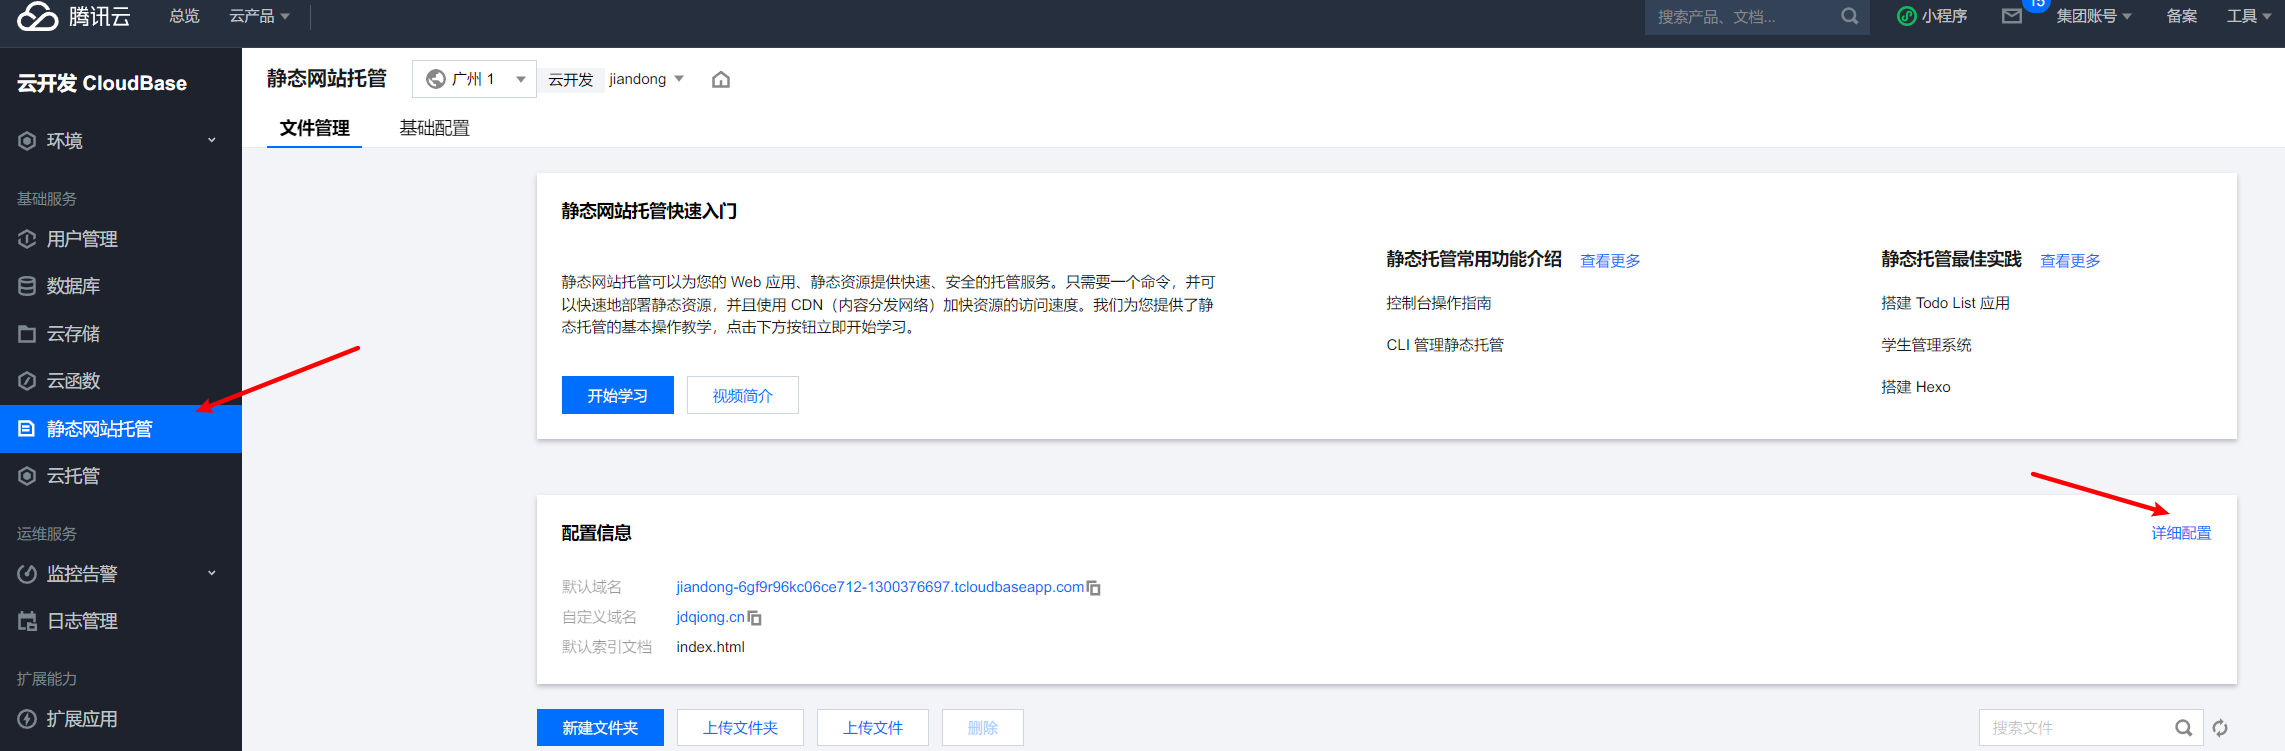 腾讯云
总览
云产品
搜索产品、文档...
小程序
15
集团账号
备案
工具
云开发 CloudBase
环境
基础服务
用户管理
数据库
云存储
云函数
静态网站托管
云托管
运维服务
监控告警
日志管理
扩展能力
扩展应用
静态网站托管
广州 1
云开发
jiandong
文件管理
基础配置
静态网站托管快速入门
静态网站托管可以为您的 Web 应用、静态资源提供快速、安全的托管服务。只需要一个命令，并可
以快速地部署静态资源，并且使用 CDN（内容分发网络）加快资源的访问速度。我们为您提供了静
态托管的基本操作教学，点击下方按钮立即开始学习。
开始学习
视频简介
静态托管常用功能介绍 查看更多
控制台操作指南
CLI 管理静态托管
静态托管最佳实践 查看更多
搭建 Todo List 应用
学生管理系统
搭建 Hexo
配置信息
详细配置
默认域名 jiandong-6gf9r96kc06ce712-1300376697.tcloudbaseapp.com
自定义域名 jdqiong.cn
默认索引文档 index.html
新建文件夹
上传文件夹
上传文件
删除
搜索文件